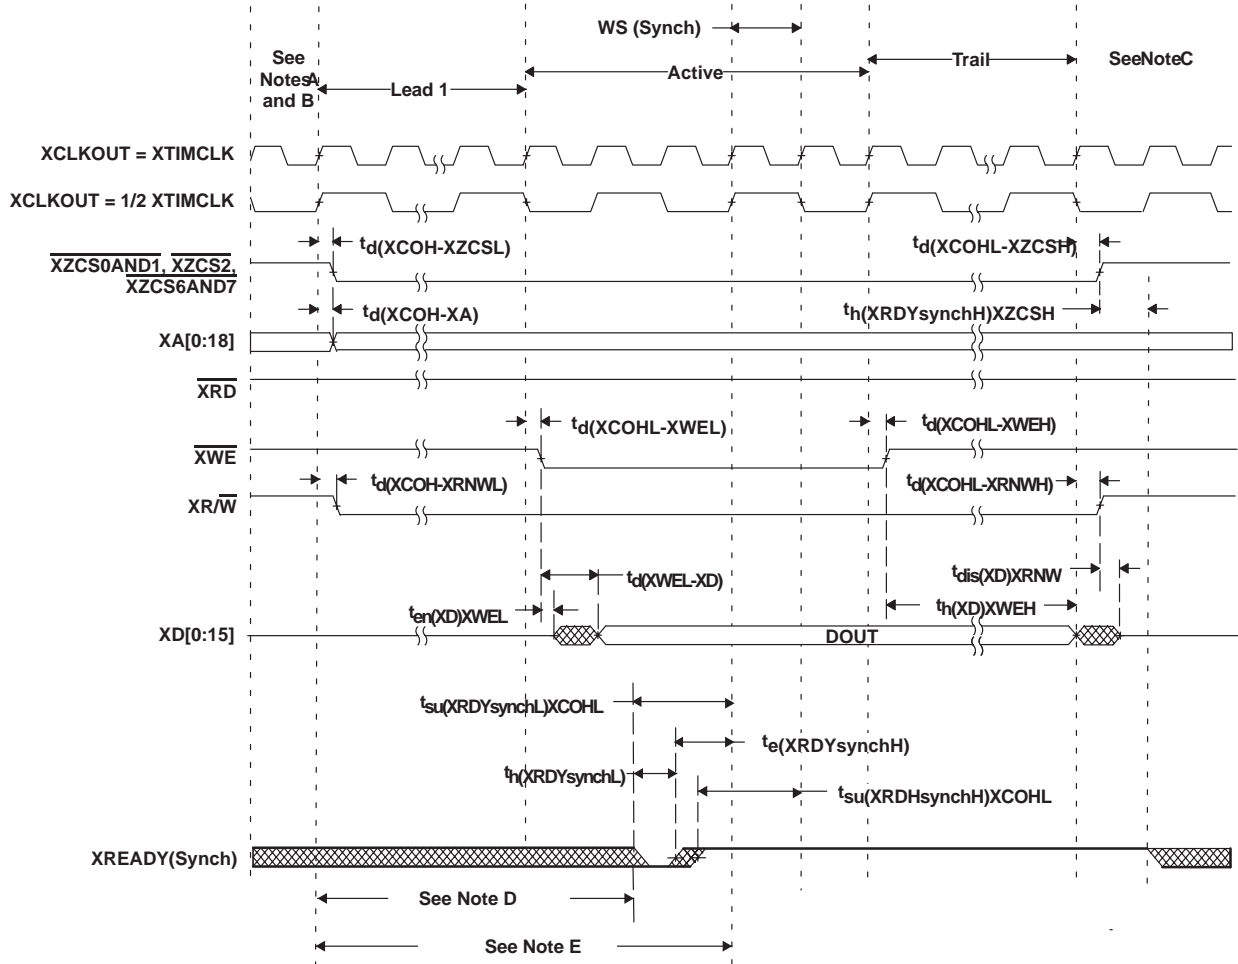 WS (Synch)
See
NotesA
and B
Lead 1
Active
Trail
SeeNoteC
XCLKOUT = XTIMCLK
XCLKOUT = 1/2 XTIMCLK
td(XCOH-XZCSL)
td(XCOHL-XZCSH)
XZCS0AND1, XZCS2,
XZCS6AND7
td(XCOH-XA)
th(XRDYsynchH)XZCSH
XA[0:18]
XRD
td(XCOHL-XWEL)
td(XCOHL-XWEH)
XWE
td(XCOH-XRNWL)
td(XCOHL-XRNWH)
XR/W
td(XWEL-XD)
tdis(XD)XRNW
ten(XD)XWEL
th(XD)XWEH
XD[0:15]
DOUT
tsu(XRDYsynchL)XCOHL
te(XRDYsynchH)
th(XRDYsynchL)
tsu(XRDHsynchH)XCOHL
XREADY(Synch)
See Note D
See Note E